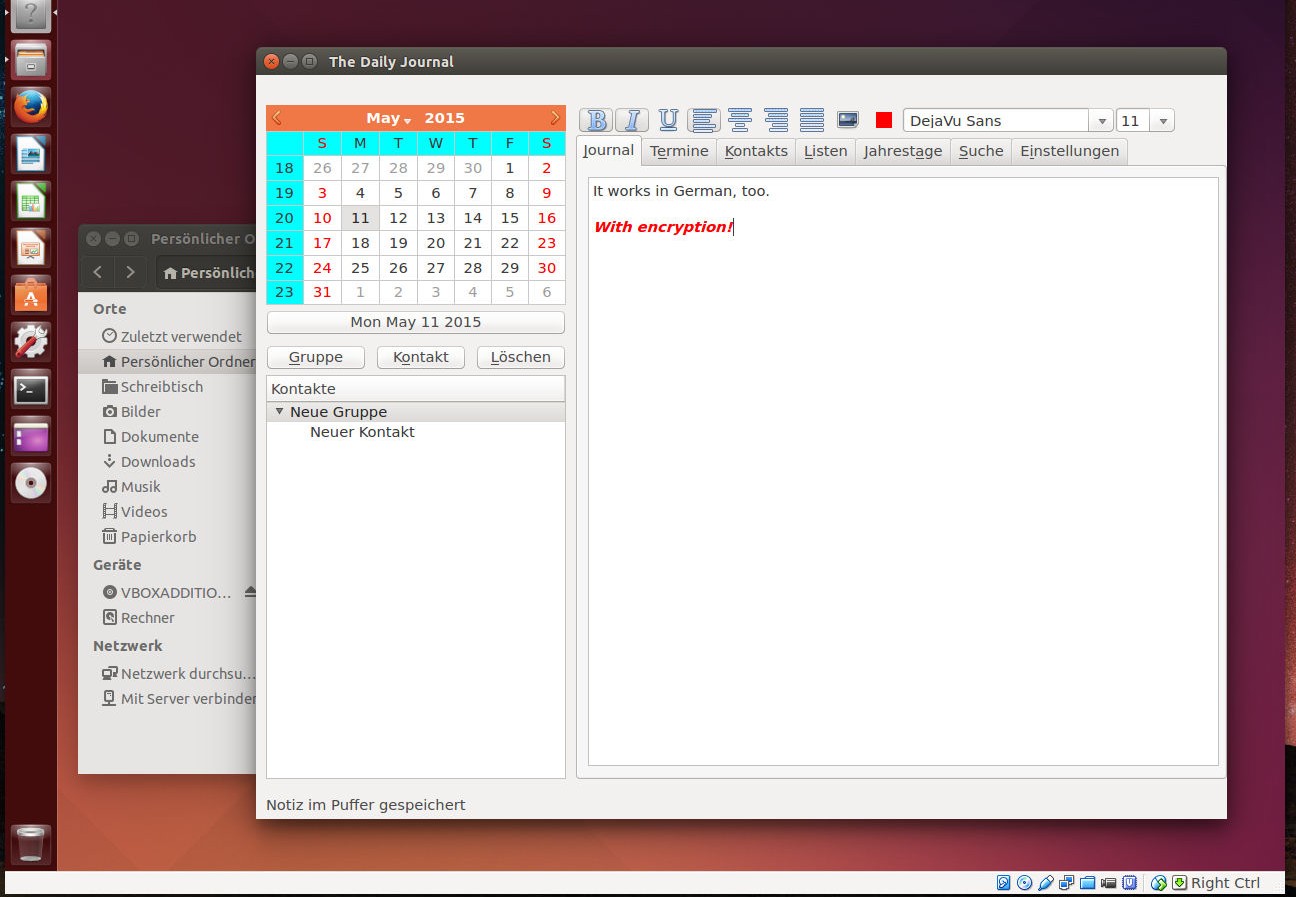 The Daily Journal
May 2015
S M T W T F S
18 26 27 28 29 30 1 2
19 3 4 5 6 7 8 9
20 10 11 12 13 14 15 16
21 17 18 19 20 21 22 23
22 24 25 26 27 28 29 30
23 31 1 2 3 4 5 6
Mon May 11 2015
Gruppe Kontakt Löschen
Kontakte
Neue Gruppe
Neuer Kontakt
B I U DejaVu Sans 11
Journal Termine Kontakts Listen Jahrestage Suche Einstellungen
It works in German, too.
With encryption!
Notiz im Puffer gespeichert
Persönlicher O
Persönlich
Orte
Zuletzt verwendet
Persönlicher Ordner
Schreibtisch
Bilder
Dokumente
Downloads
Musik
Videos
Papierkorb
Geräte
VBOXADDITIO…
Rechner
Netzwerk
Netzwerk durchsu…
Mit Server verbinden
Right Ctrl